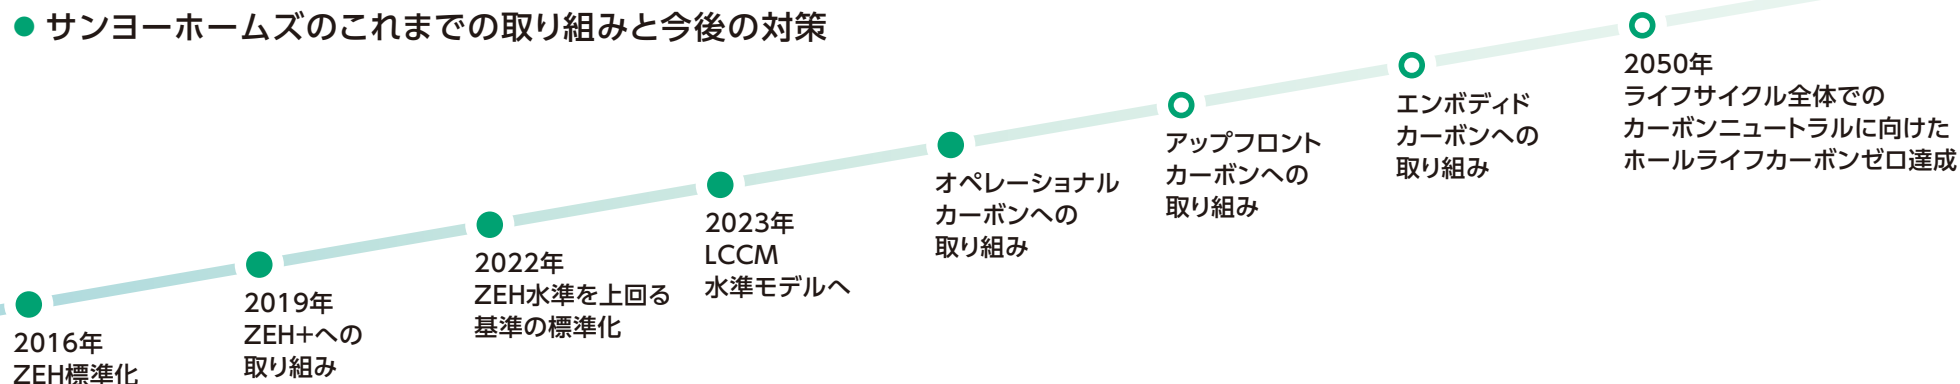 サンヨーホームズのこれまでの取り組みと今後の対策
2016年
ZEH標準化
2019年
ZEH+への
取り組み
2022年
ZEH水準を上回る
基準の標準化
2023年
LCCM
水準モデルへ
オペレーショナル
カーボンへの
取り組み
アップフロント
カーボンへの
取り組み
エンボディド
カーボンへの
取り組み
2050年
ライフサイクル全体での
カーボンニュートラルに向けた
ホールライフカーボンゼロ達成